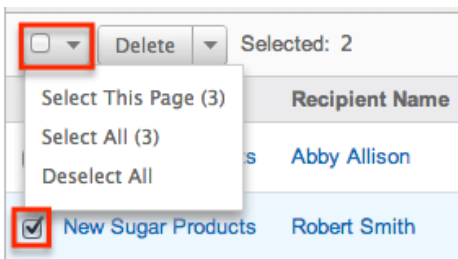 Delete Selected: 2
Select This Page (3)
Recipient Name
Select All (3)
s Abby Allison
Deselect All
New Sugar Products Robert Smith